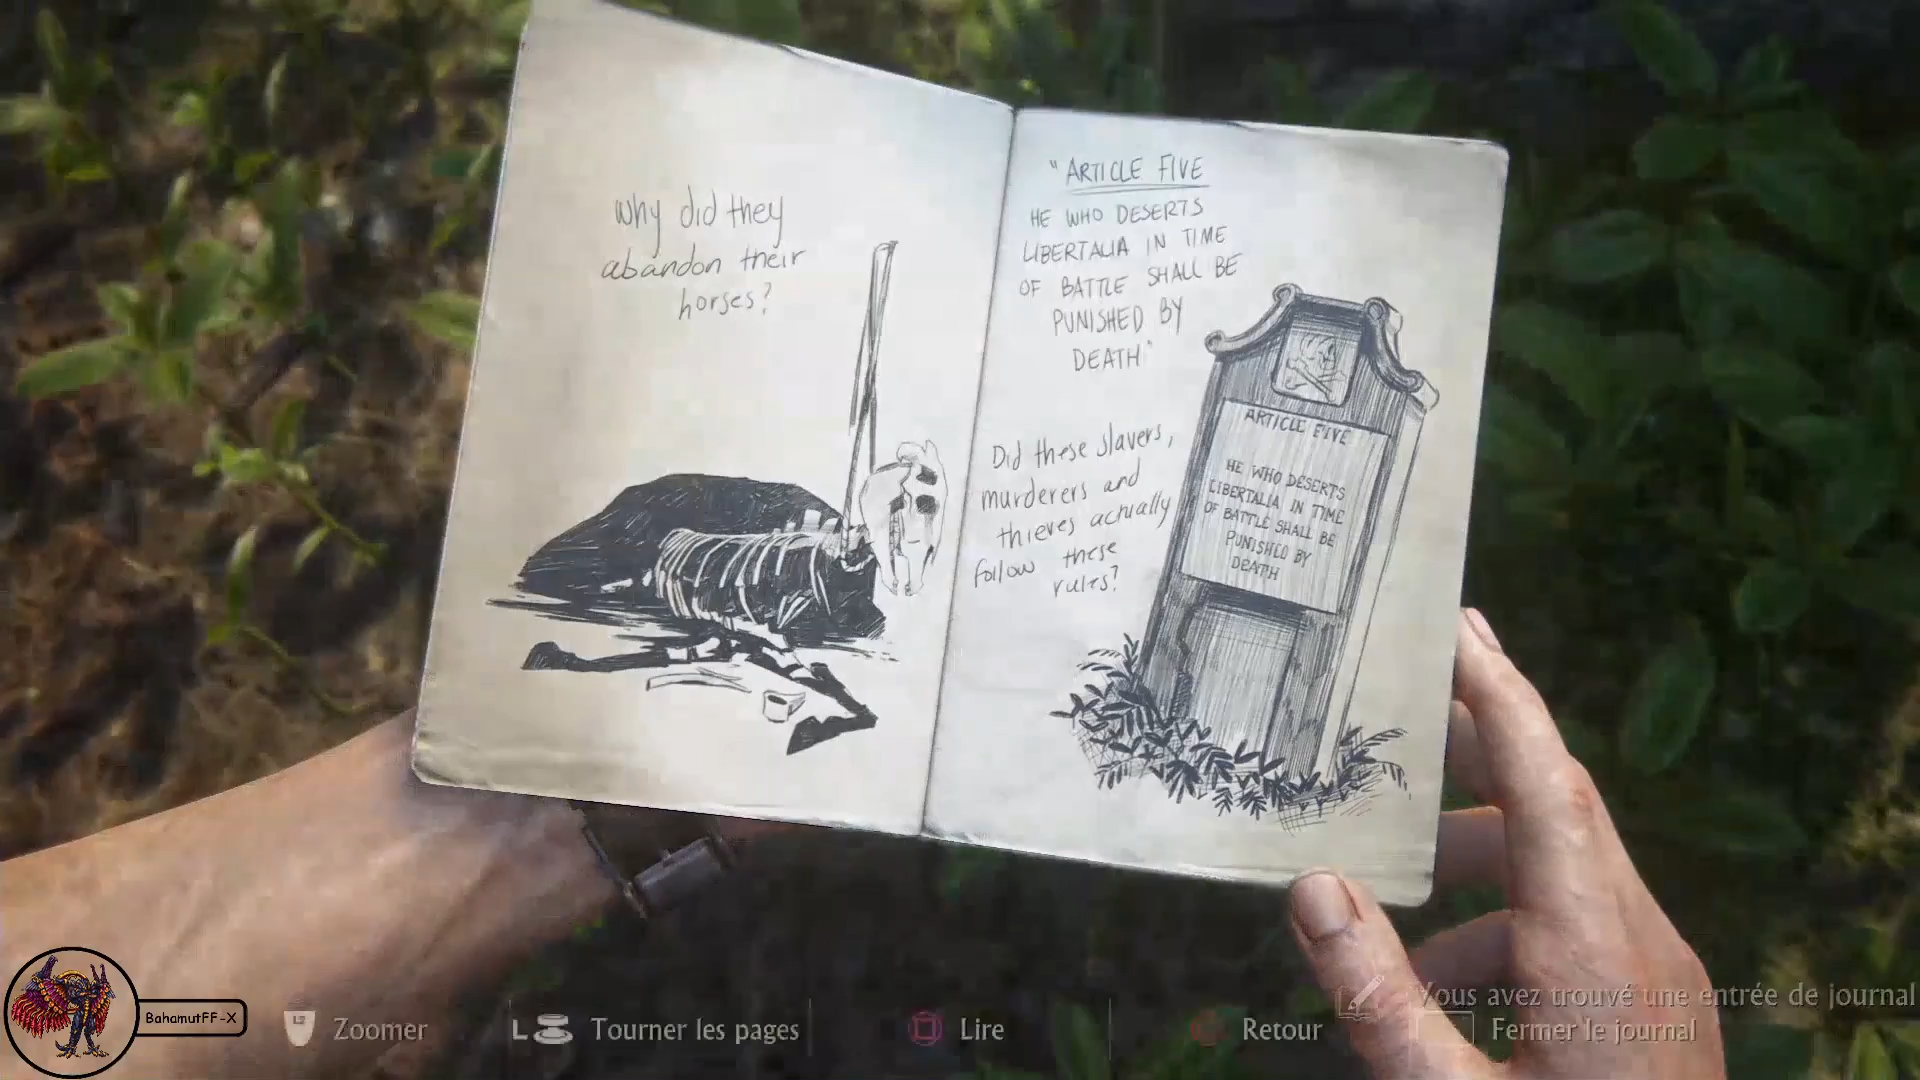 why did they
abandon their
horses?
"ARTICLE FIVE
HE WHO DESERTS
LIBERTALIA IN TIME
OF BATTLE SHALL BE
PUNISHED BY
DEATH"
Did these slavers,
murderers and
thieves actually
follow these
rules?
ARTICLE FIVE
HE WHO DESERTS
LIBERTALIA IN TIME
OF BATTLE SHALL BE
PUNISHED BY
DEATH
BahamutFF-X
L2 Zoomer
L Tourner les pages
Lire
Retour
Vous avez trouvé une entrée de journal
Fermer le journal